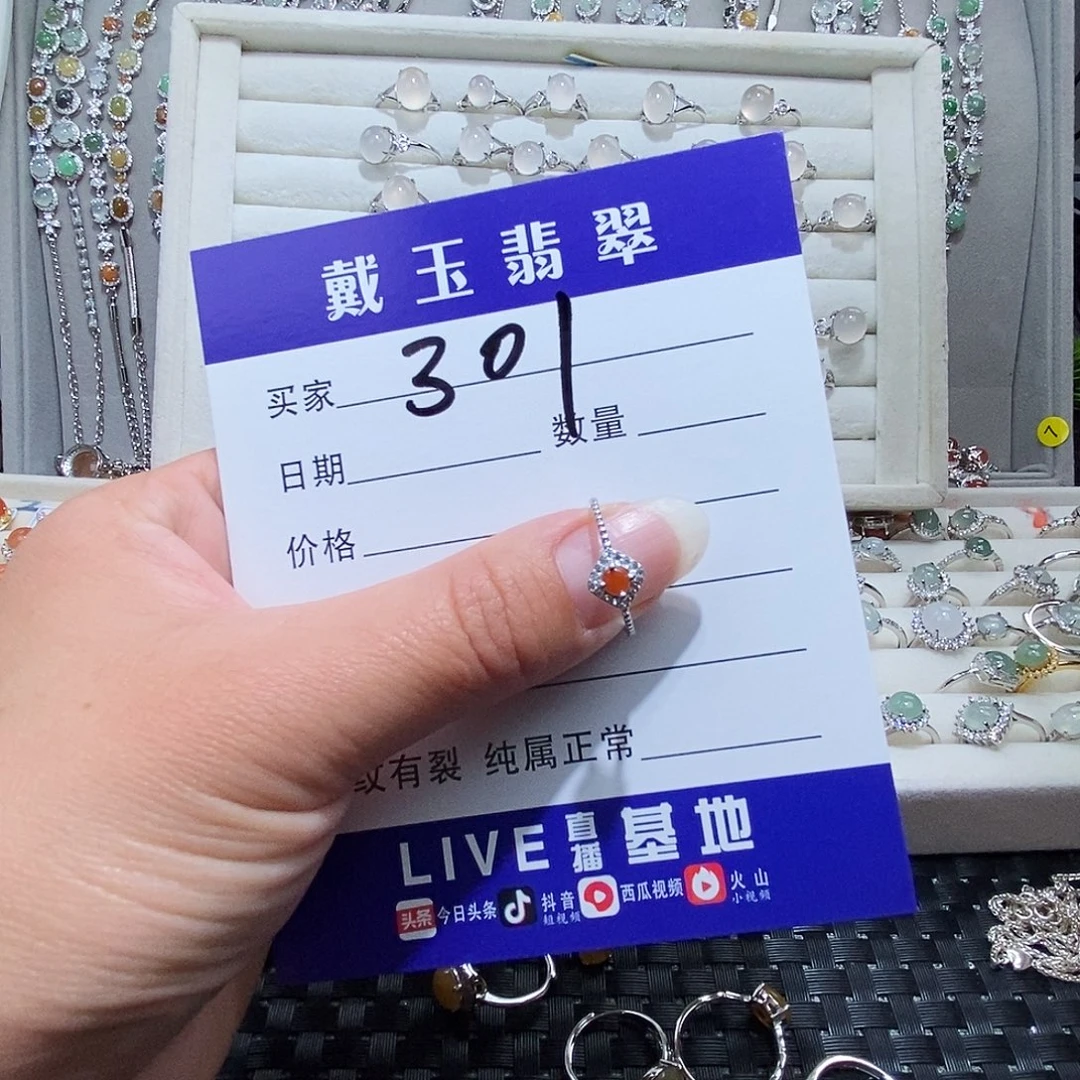 戴玉翡翠
买家 301
日期 数量
价格
纹有裂 纯属正常
LIVE 直播 基地
头条 今日头条 抖音 短视频 西瓜视频 火山 小视频